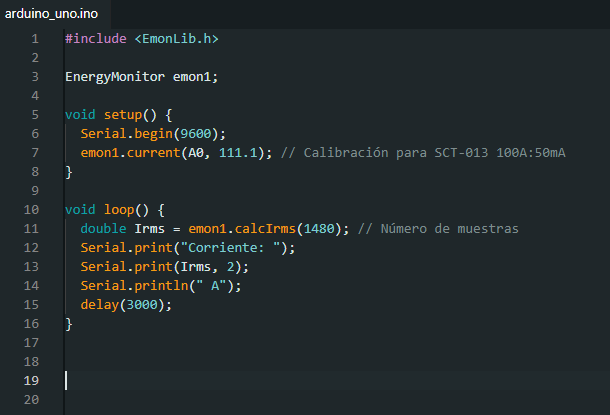 arduino_uno.ino
1 #include <EmonLib.h>
2
3 EnergyMonitor emon1;
4
5 void setup() {
6   Serial.begin(9600);
7   emon1.current(A0, 111.1); // Calibración para SCT-013 100A:50mA
8 }
9
10 void loop() {
11   double Irms = emon1.calcIrms(1480); // Número de muestras
12   Serial.print("Corriente: ");
13   Serial.print(Irms, 2);
14   Serial.println(" A");
15   delay(3000);
16 }
17
18
19
20